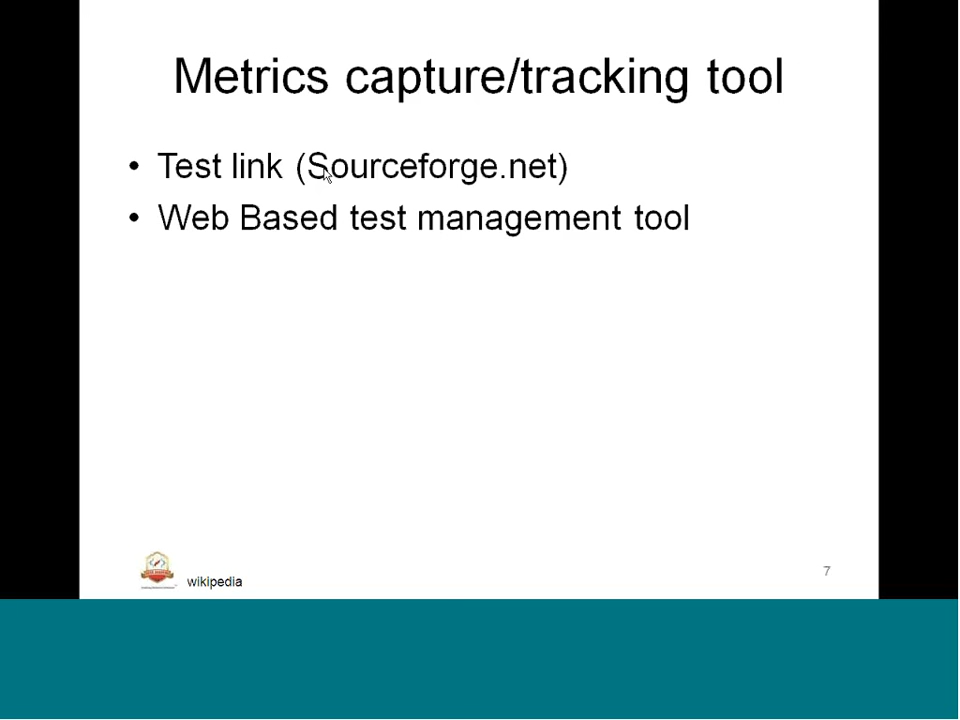 Metrics capture/tracking tool
• Test link (Sourceforge.net)
• Web Based test management tool
wikipedia
7